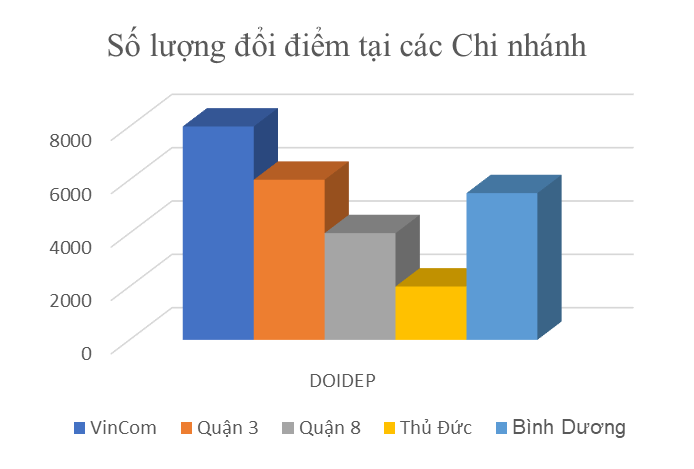 Số lượng đổi điểm tại các Chi nhánh
8000
6000
4000
2000
0
DOIDEP
VinCom Quận 3 Quận 8 Thủ Đức Bình Dương